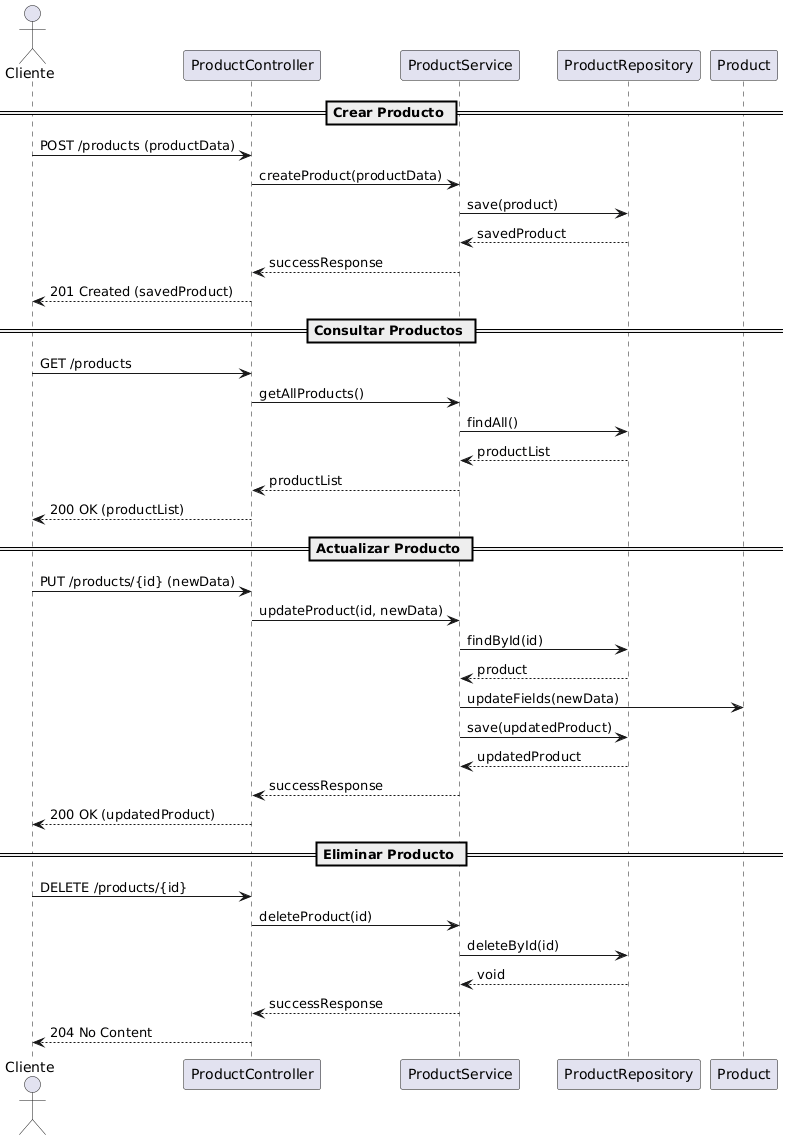 Cliente
ProductController
ProductService
ProductRepository
Product
Crear Producto
POST /products (productData)
createProduct(productData)
save(product)
savedProduct
successResponse
201 Created (savedProduct)
Consultar Productos
GET /products
getAllProducts()
findAll()
productList
productList
200 OK (productList)
Actualizar Producto
PUT /products/{id} (newData)
updateProduct(id, newData)
findById(id)
product
updateFields(newData)
save(updatedProduct)
updatedProduct
successResponse
200 OK (updatedProduct)
Eliminar Producto
DELETE /products/{id}
deleteProduct(id)
deleteById(id)
void
successResponse
204 No Content
Cliente
ProductController
ProductService
ProductRepository
Product